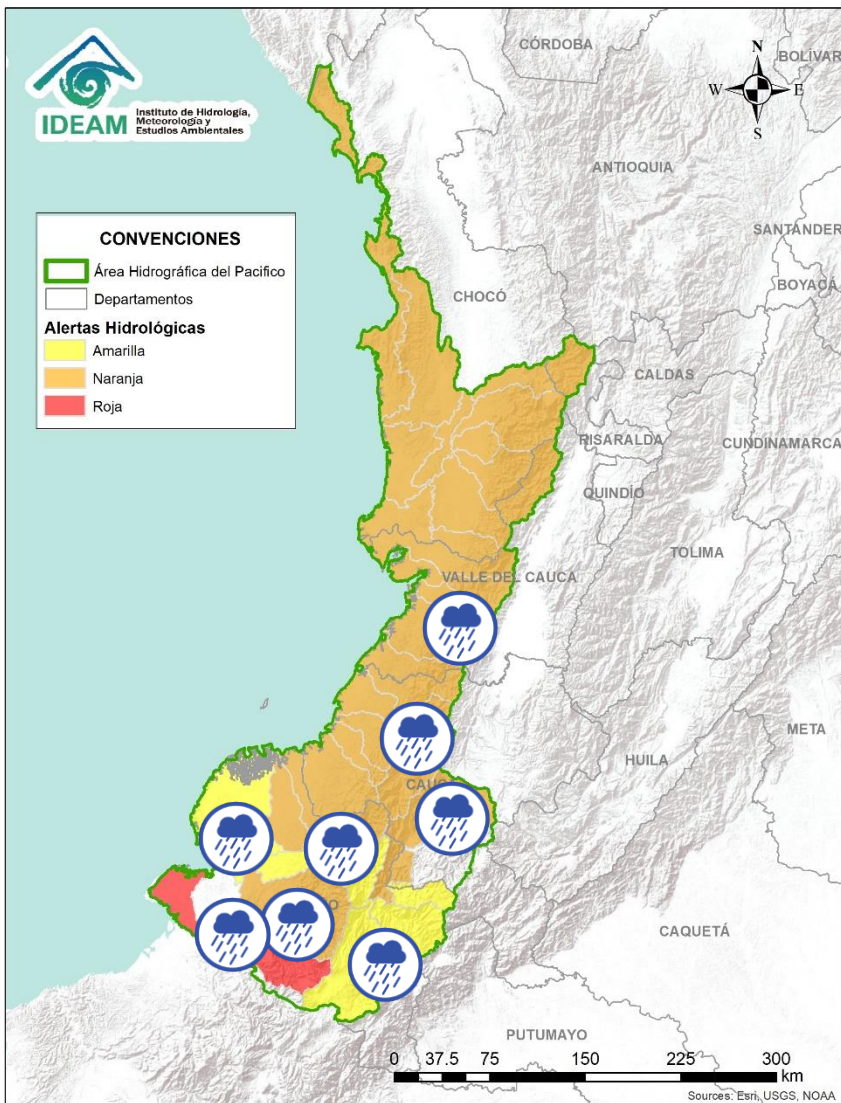 IDEAM
Instituto de Hidrología,
Meteorología y
Estudios Ambientales
CÓRDOBA
BOLÍVAR
N
W
E
S
ANTIOQUIA
SANTANDER
BOYACÁ
CONVENCIONES
Área Hidrográfica del Pacifico
Departamentos
Alertas Hidrológicas
Amarilla
Naranja
Roja
CHOCÓ
CALDAS
RISARALDA
CUNDINAMARCA
QUINDÍO
TOLIMA
VALLE DEL CAUCA
META
HUILA
CAUC
O
CAQUETÁ
PUTUMAYO
0 37.5 75 150 225 300
km
Sources: Esri, USGS, NOAA